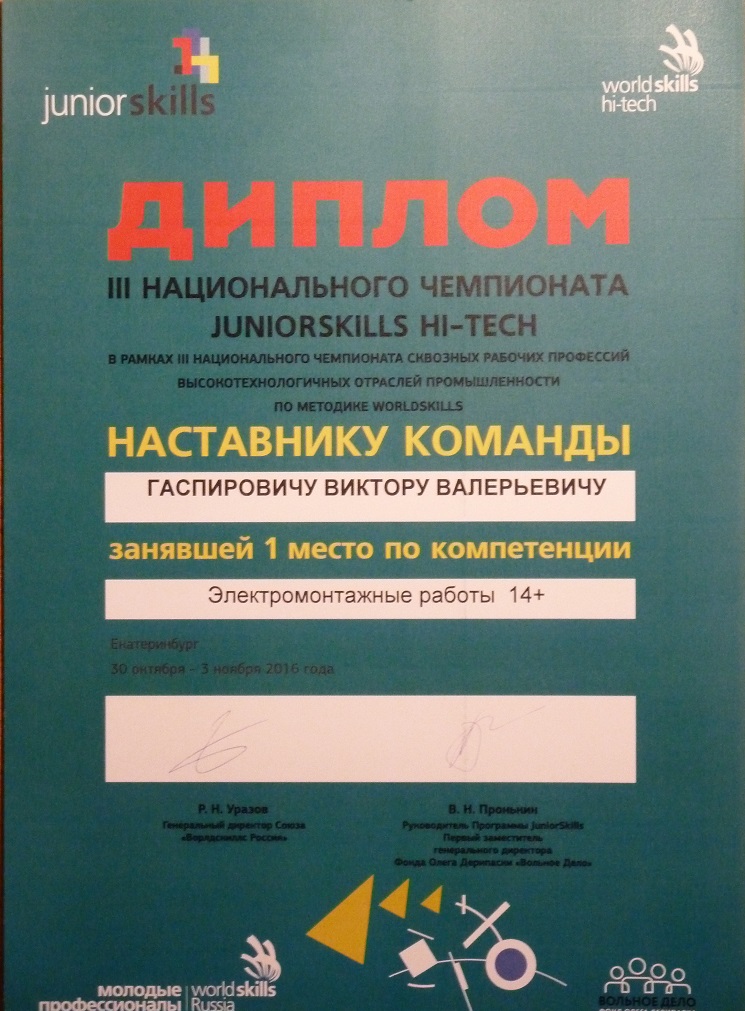 juniorskills
worldskills
hi-tech
ДИПЛОМ
III НАЦИОНАЛЬНОГО ЧЕМПИОНАТА
JUNIORSKILLS HI-TECH
В РАМКАХ III НАЦИОНАЛЬНОГО ЧЕМПИОНАТА СКВОЗНЫХ РАБОЧИХ ПРОФЕССИЙ
ВЫСОКОТЕХНОЛОГИЧНЫХ ОТРАСЛЕЙ ПРОМЫШЛЕННОСТИ
ПО МЕТОДИКЕ WORLDSKILLS
НАСТАВНИКУ КОМАНДЫ
ГАСПИРОВИЧУ ВИКТОРУ ВАЛЕРЬЕВИЧУ
занявшей 1 место по компетенции
Электромонтажные работы 14+
Екатеринбург
30 октября - 3 ноября 2016 года
Р. Н. Уразов
Генеральный директор Союза
«Ворлдскиллс Россия»
В. Н. Пронькин
Руководитель Программы JuniorSkills
Первый заместитель
генерального директора
Фонда Олега Дерипаски «Вольное Дело»
молодые
профессионалы
worldskills
Russia
ВОЛЬНОЕ ДЕЛО